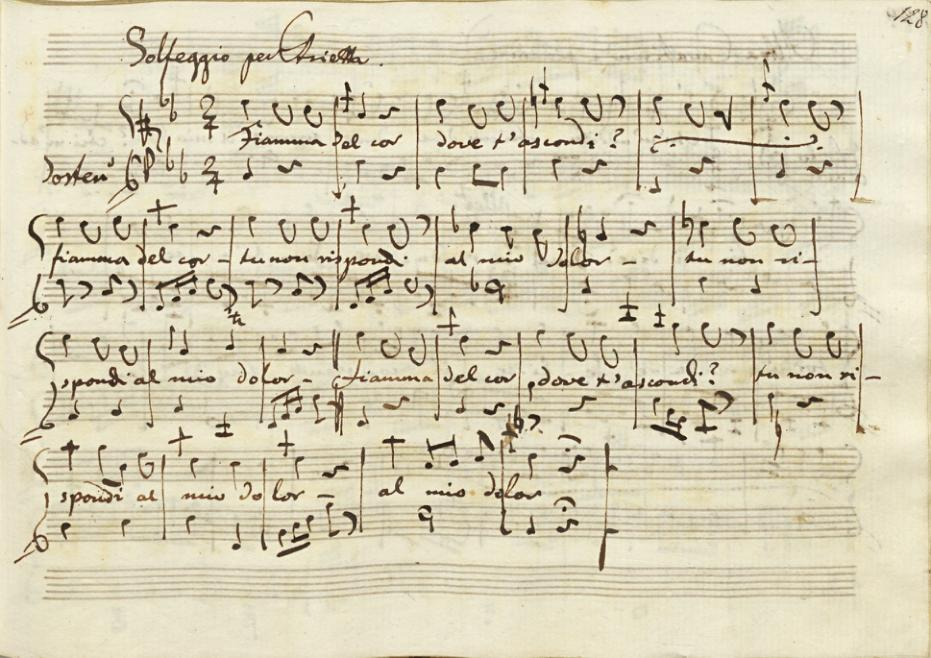 128
Solfeggio per Arietta.
Fiamma del cor dove t'ascondi?
Sosten
fiamma del cor - tu non rispondi al mio dolor - tu non ri-
spondi al mio dolor - fiamma del cor dove t'ascondi? tu non ri-
spondi al mio dolor - al mio dolor